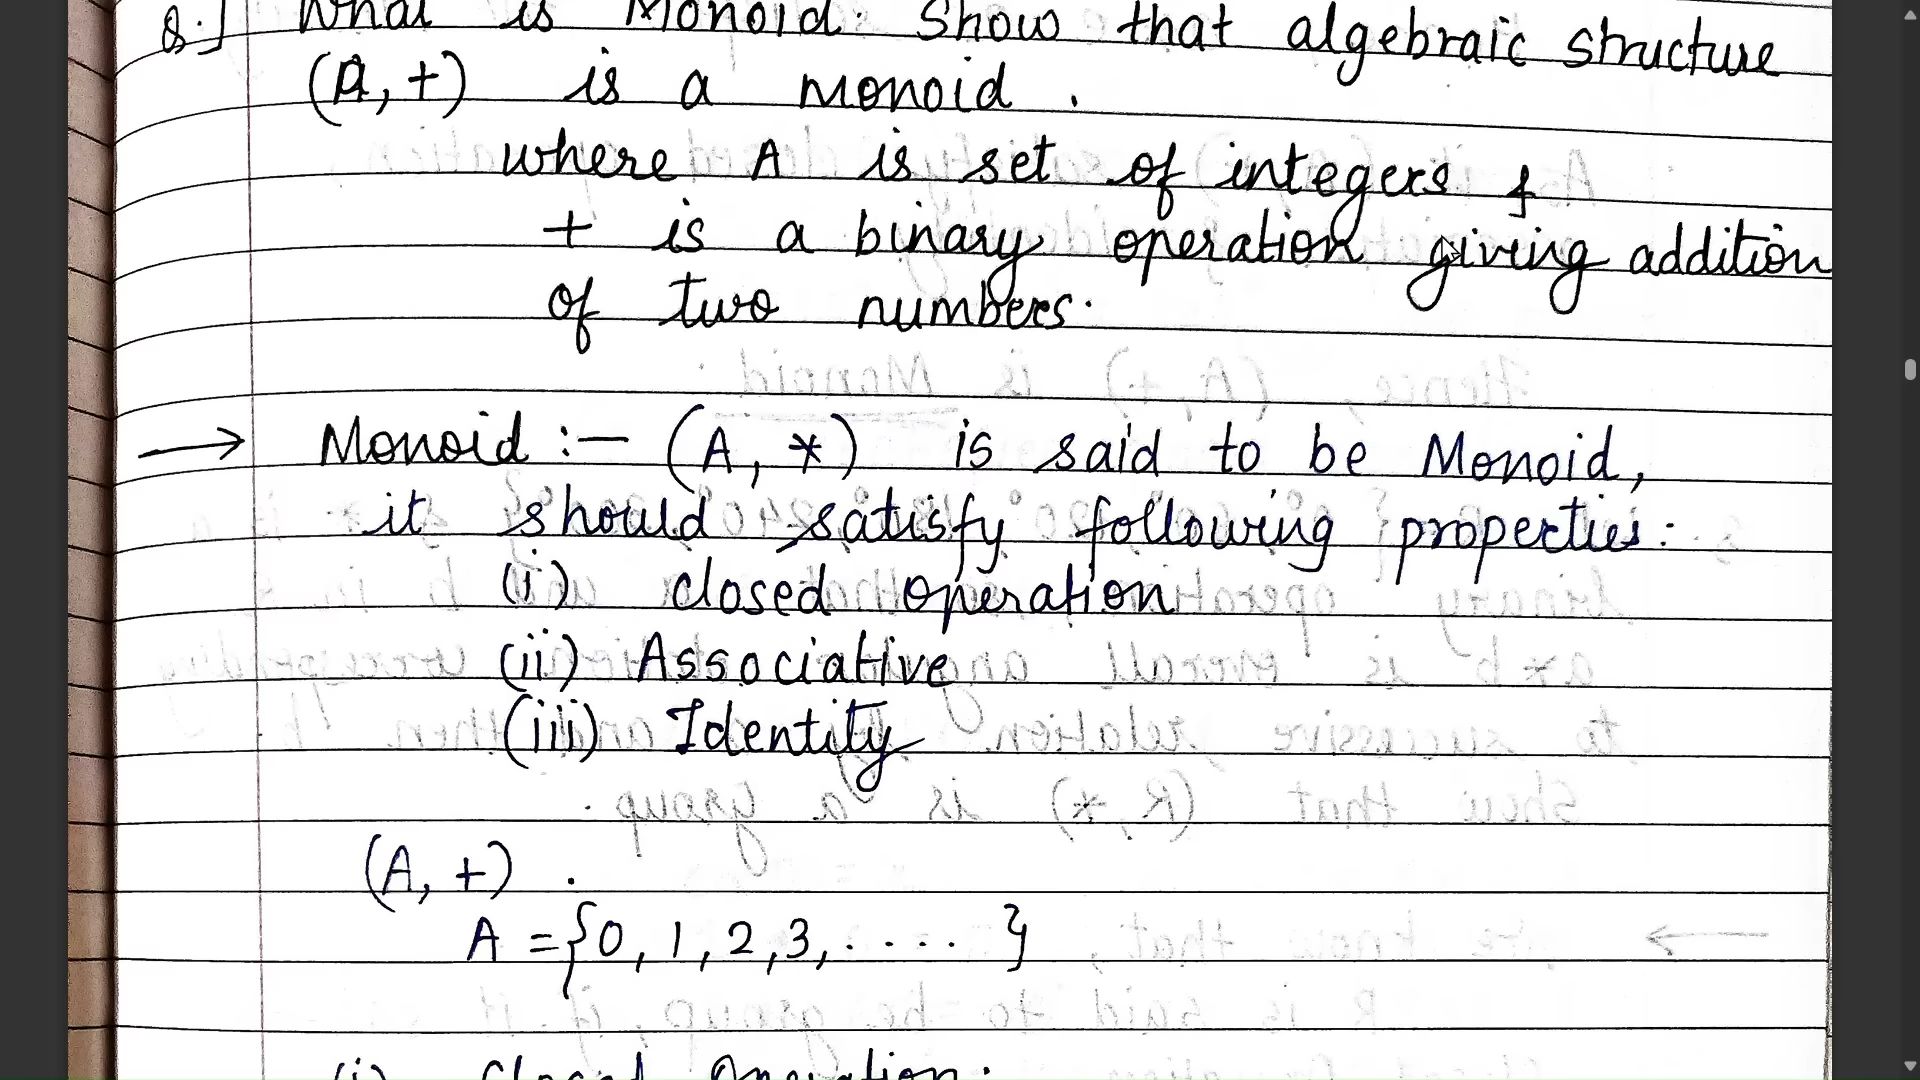 Q.] What is Monoid. Show that algebraic structure
(A, +) is a monoid.
where A is set of integers &
+ is a binary operation giving addition
of two numbers.
→ Monoid :— (A, *) is said to be Monoid,
it should satisfy following properties:
(i) closed operation
(ii) Associative
(iii) Identity
(A, +) .
A = {0, 1, 2, 3, ..... }
(i) Closed Operation: